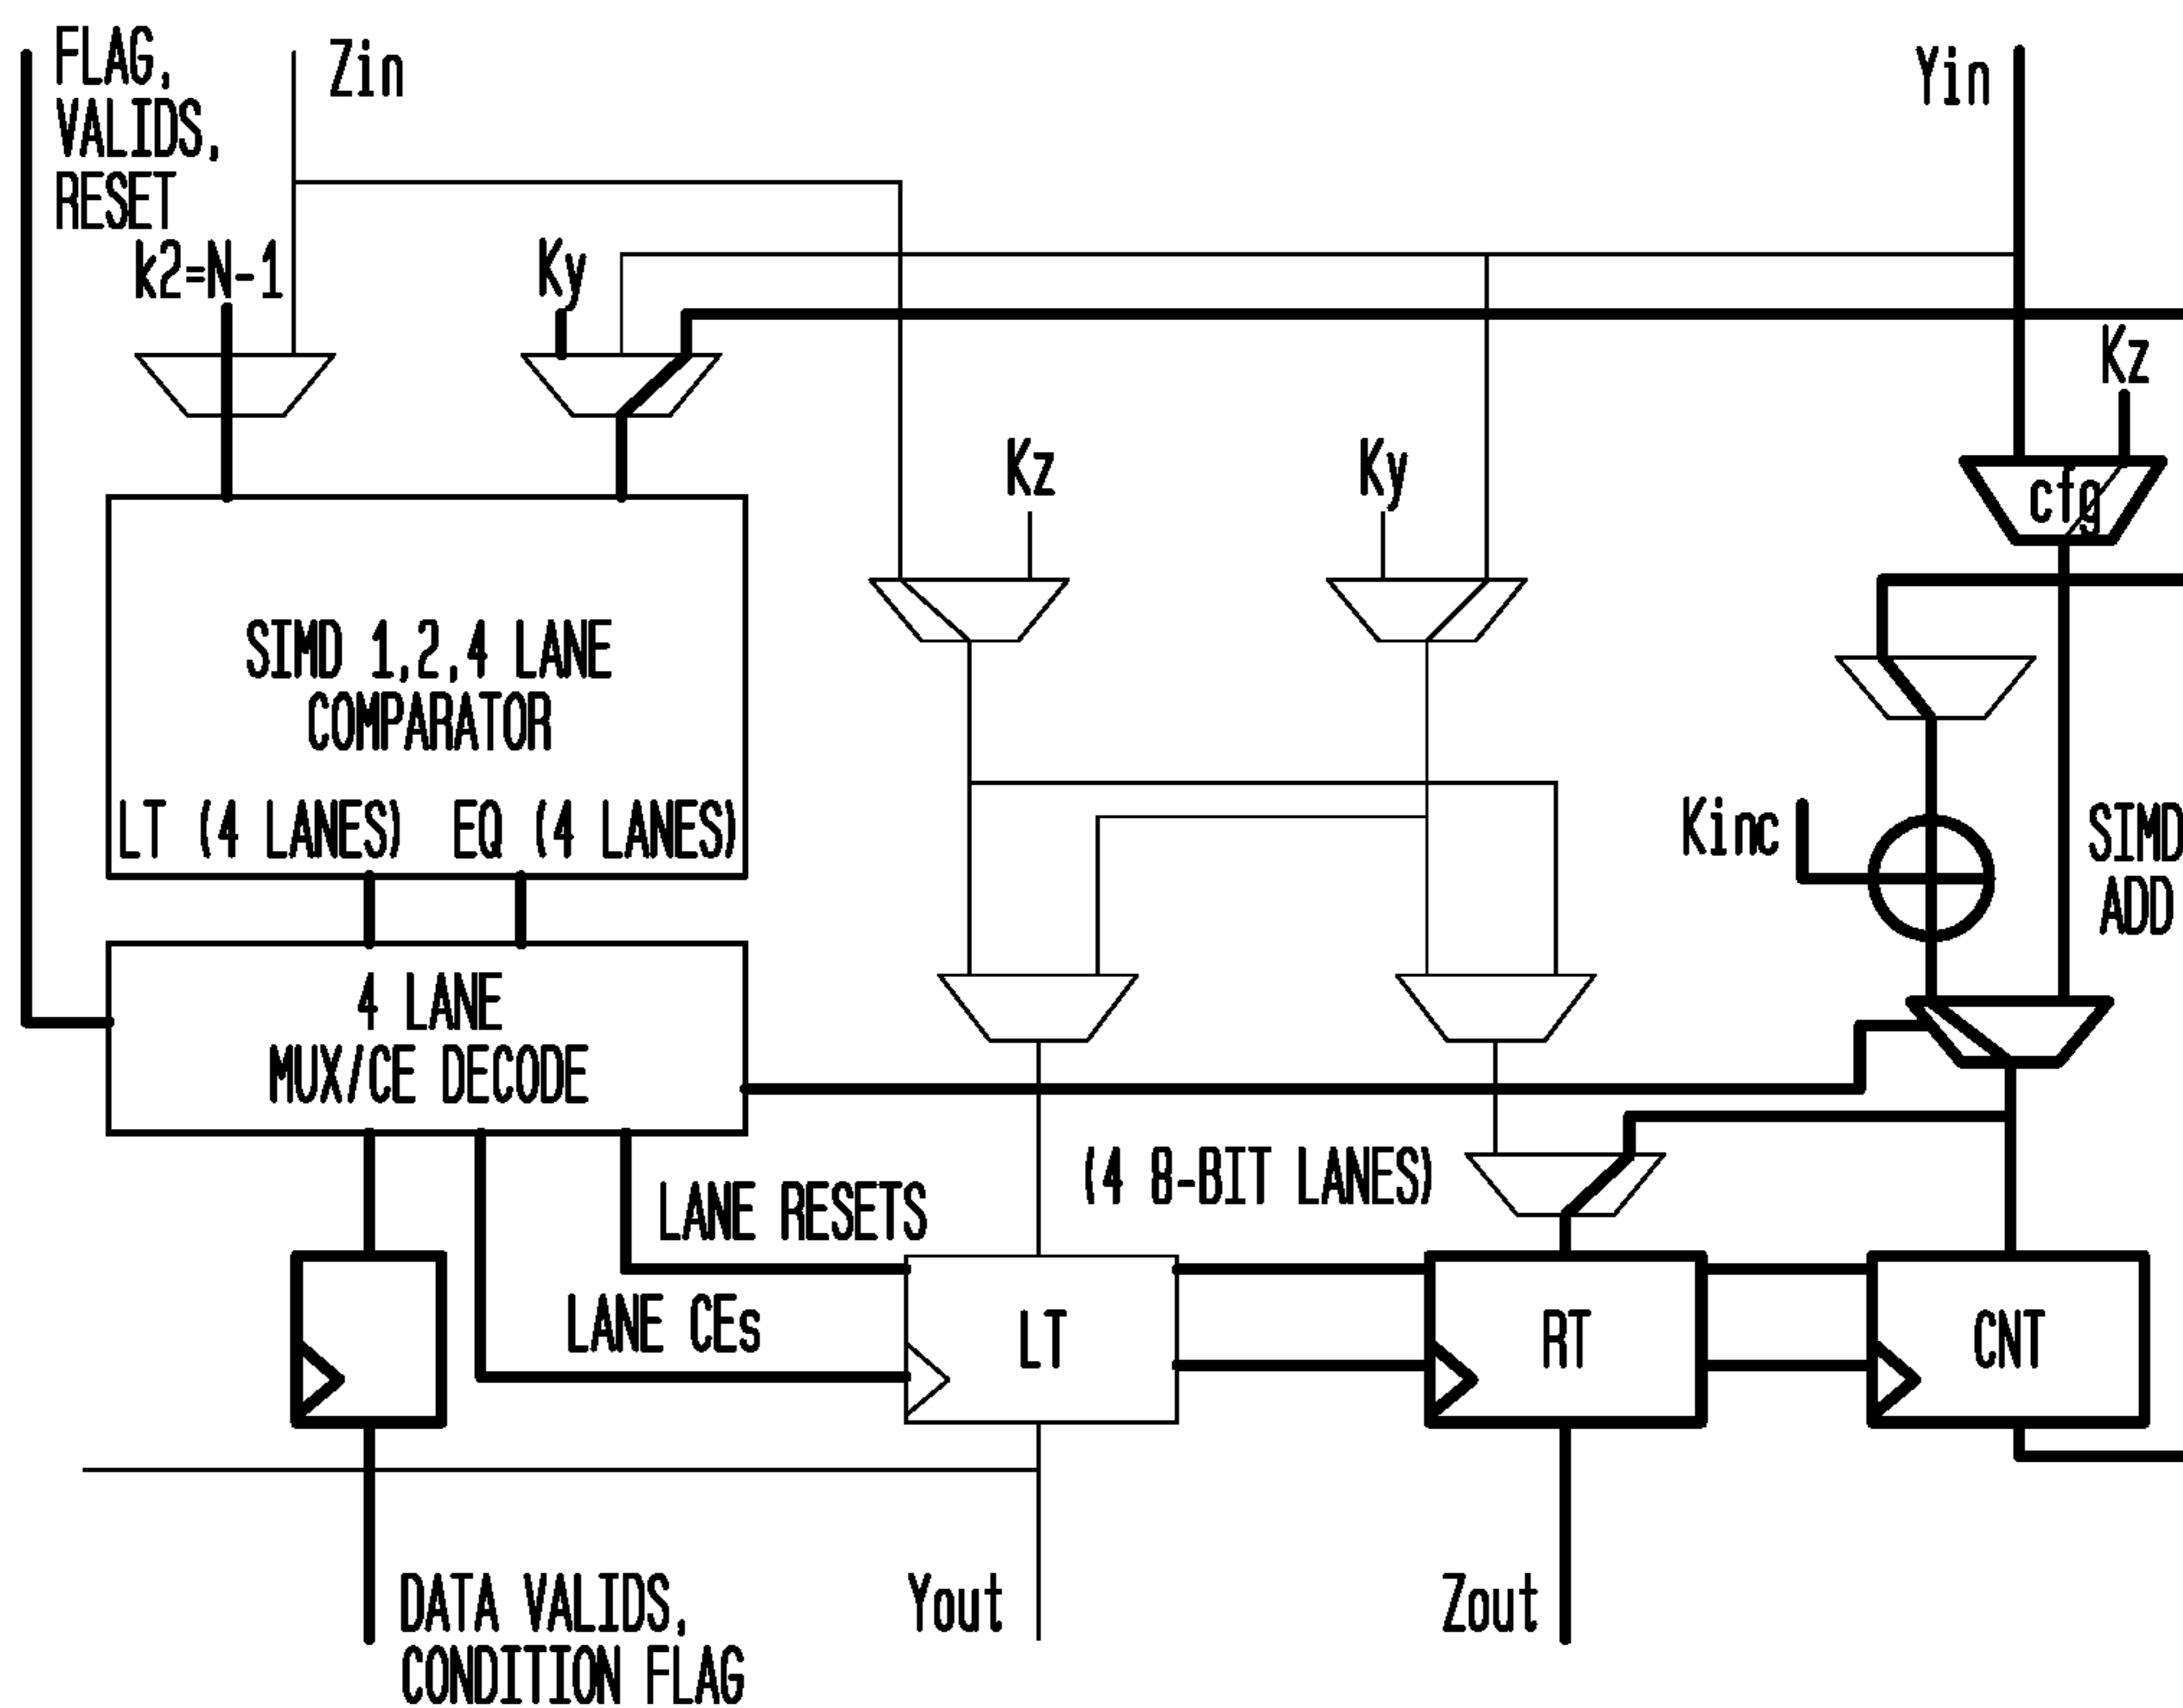 FLAG,
VALIDS,
RESET
Zin
Yin
k2=N-1
Ky
Kz
Kz
Ky
cfg
SIMD 1,2,4 LANE
COMPARATOR
LT (4 LANES) EQ (4 LANES)
Kinc
SIMD
ADD
4 LANE
MUX/CE DECODE
LANE RESETS
(4 8-BIT LANES)
LANE CEs
LT
RT
CNT
DATA VALIDS,
CONDITION FLAG
Yout
Zout